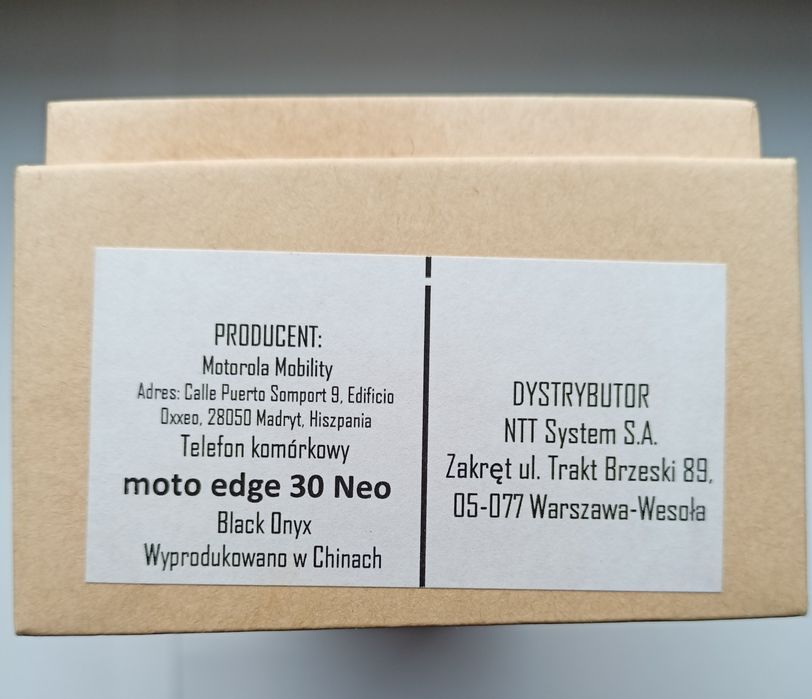 PRODUCENT:
Motorola Mobility
Adres: Calle Puerto Somport 9, Edificio
Oxxeo, 28050 Madryt, Hiszpania
Telefon komórkowy
moto edge 30 Neo
Black Onyx
Wyprodukowano w Chinach
DYSTRYBUTOR
NTT System S.A.
Zakręt ul. Trakt Brzeski 89,
05-077 Warszawa-Wesoła